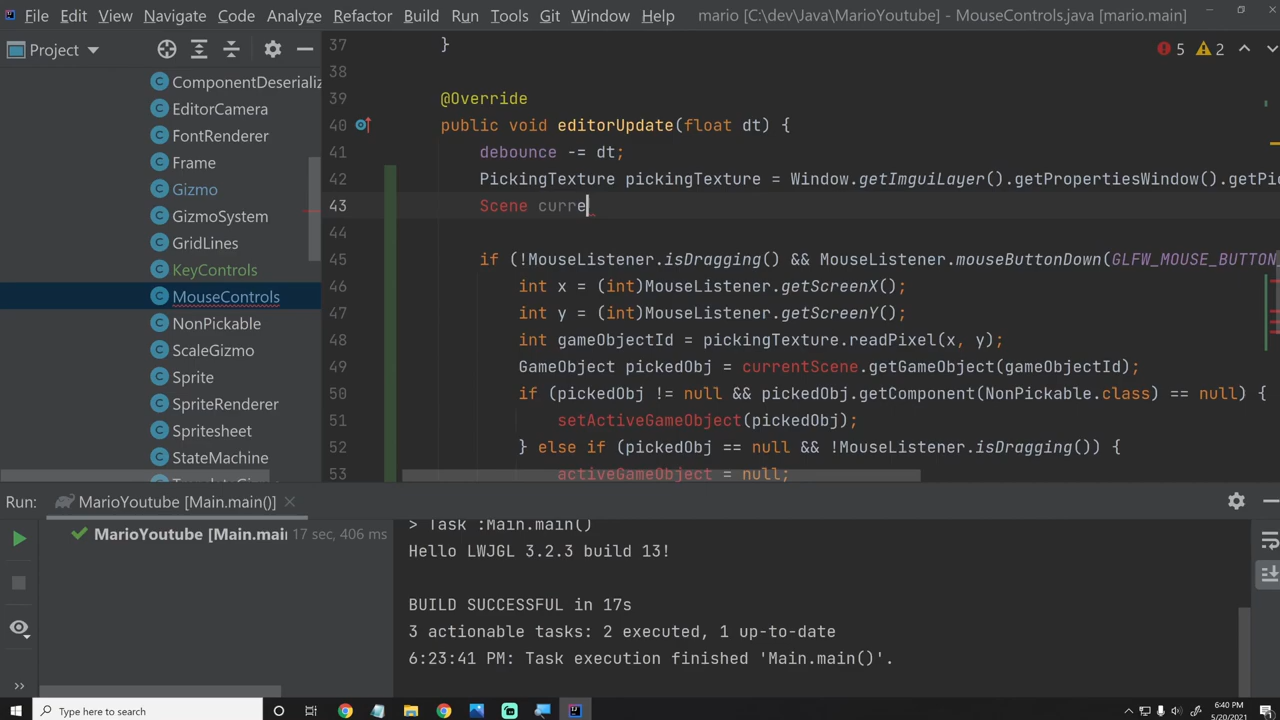 File Edit View Navigate Code Analyze Refactor Build Run Tools Git Window Help mario [C:\dev\Java\MarioYoutube] - MouseControls.java [mario.main]
Project
ComponentDeserializ
EditorCamera
FontRenderer
Frame
Gizmo
GizmoSystem
GridLines
KeyControls
MouseControls
NonPickable
ScaleGizmo
Sprite
SpriteRenderer
Spritesheet
StateMachine
5 2
37 }
38
39 @Override
40 public void editorUpdate(float dt) {
41 debounce -= dt;
42 PickingTexture pickingTexture = Window.getImguiLayer().getPropertiesWindow().getPi
43 Scene curre
44
45 if (!MouseListener.isDragging() && MouseListener.mouseButtonDown(GLFW_MOUSE_BUTTON
46 int x = (int)MouseListener.getScreenX();
47 int y = (int)MouseListener.getScreenY();
48 int gameObjectId = pickingTexture.readPixel(x, y);
49 GameObject pickedObj = currentScene.getGameObject(gameObjectId);
50 if (pickedObj != null && pickedObj.getComponent(NonPickable.class) == null) {
51 setActiveGameObject(pickedObj);
52 } else if (pickedObj == null && !MouseListener.isDragging()) {
53 activeGameObject = null;
Run: MarioYoutube [Main.main()]
MarioYoutube [Main.mai 17 sec, 406 ms
> Task :Main.main()
Hello LWJGL 3.2.3 build 13!
BUILD SUCCESSFUL in 17s
3 actionable tasks: 2 executed, 1 up-to-date
6:23:41 PM: Task execution finished 'Main.main()'.
Type here to search
6:40 PM
5/20/2021